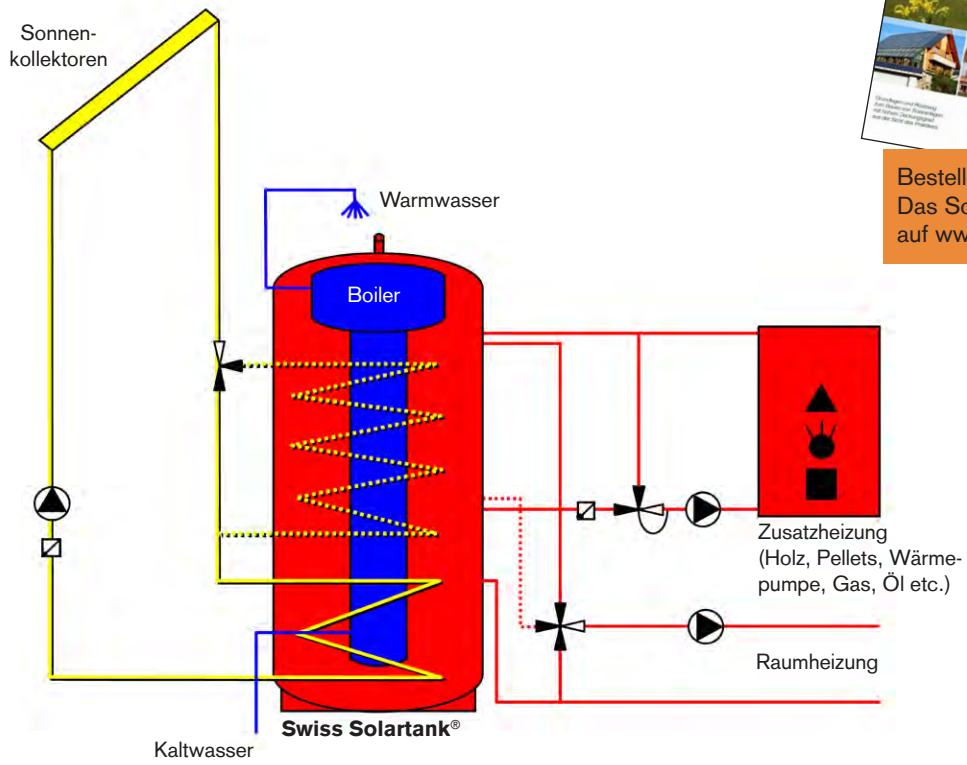 Sonnen-
kollektoren
Warmwasser
Boiler
Bestell
Das So
auf ww
Zusatzheizung
(Holz, Pellets, Wärme-
pumpe, Gas, Öl etc.)
Raumheizung
Swiss Solartank®
Kaltwasser